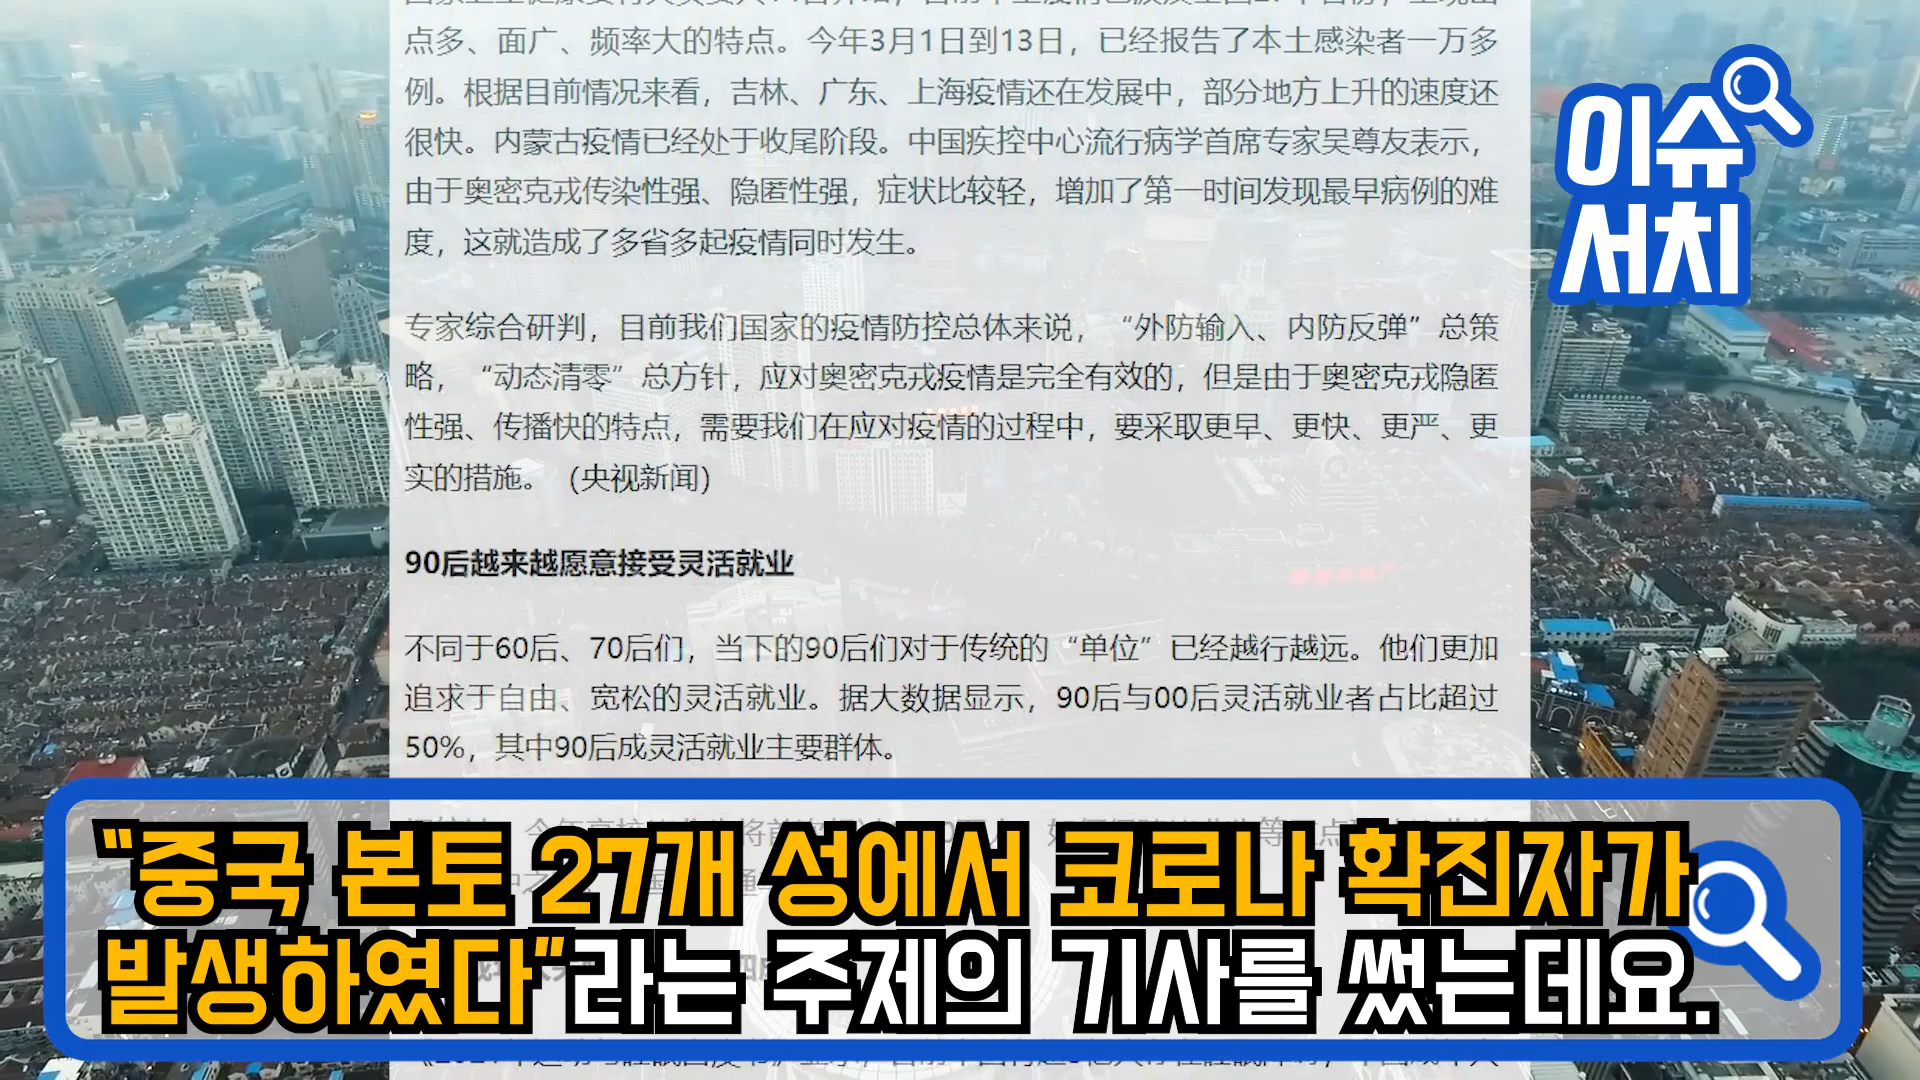 点多、面广、频率大的特点。今年3月1日到13日，已经报告了本土感染者一万多
例。根据目前情况来看，吉林、广东、上海疫情还在发展中，部分地方上升的速度还
很快。内蒙古疫情已经处于收尾阶段。中国疾控中心流行病学首席专家吴尊友表示，
由于奥密克戎传染性强、隐匿性强，症状比较轻，增加了第一时间发现最早病例的难
度，这就造成了多省多起疫情同时发生。
专家综合研判，目前我们国家的疫情防控总体来说，“外防输入、内防反弹”总策
略，“动态清零”总方针，应对奥密克戎疫情是完全有效的，但是由于奥密克戎隐匿
性强、传播快的特点，需要我们在应对疫情的过程中，要采取更早、更快、更严、更
实的措施。（央视新闻）
90后越来越愿意接受灵活就业
不同于60后、70后们，当下的90后们对于传统的“单位”已经越行越远。他们更加
追求于自由、宽松的灵活就业。据大数据显示，90后与00后灵活就业者占比超过
50%，其中90后成灵活就业主要群体。
이슈
서치
"중국 본토 27개 성에서 코로나 확진자가
발생하였다"라는 주제의 기사를 썼는데요.